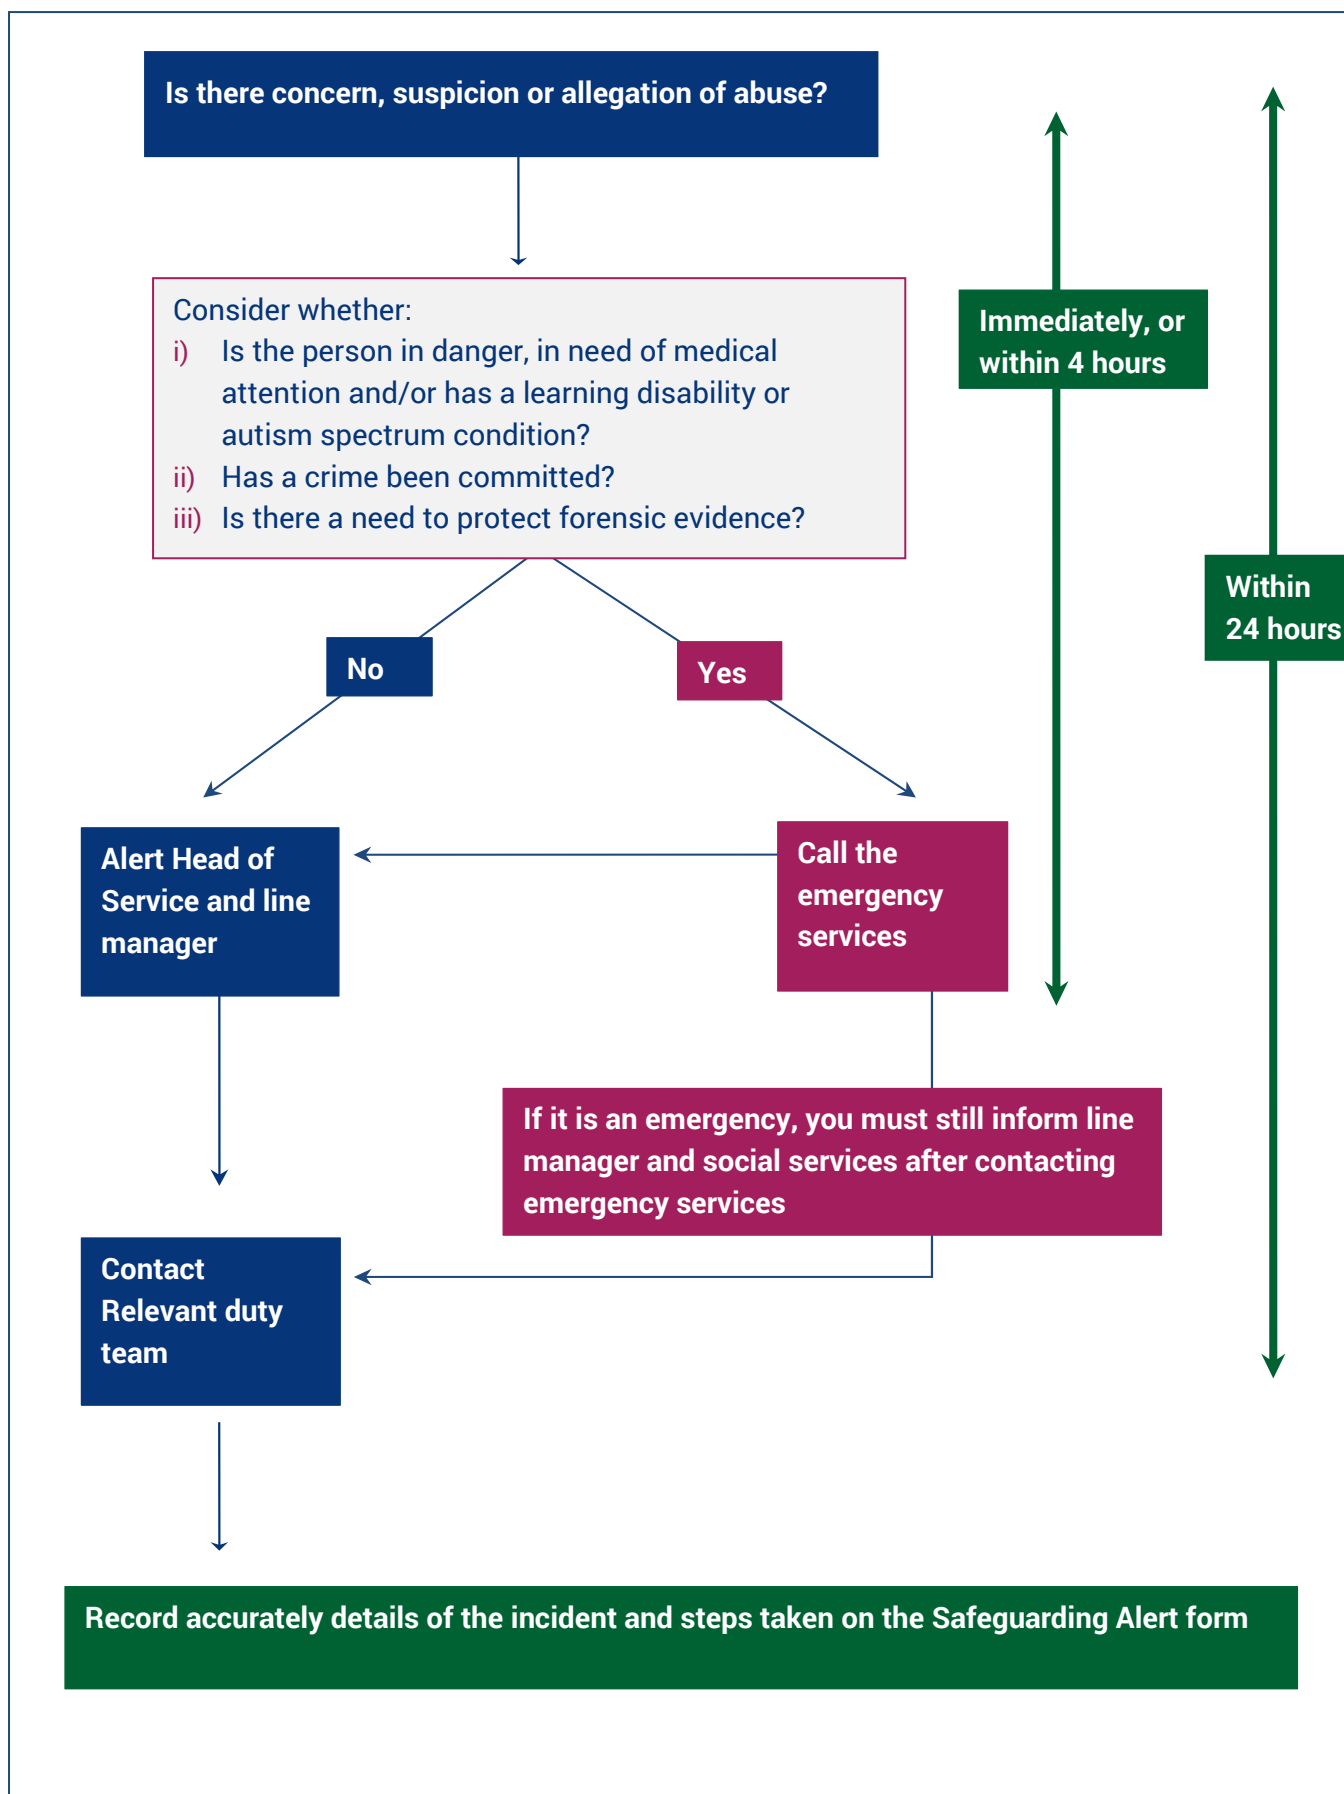 Is there concern, suspicion or allegation of abuse?
Consider whether:
i) Is the person in danger, in need of medical
attention and/or has a learning disability or
autism spectrum condition?
ii) Has a crime been committed?
iii) Is there a need to protect forensic evidence?
Immediately, or
within 4 hours
Within
24 hours
No
Yes
Alert Head of
Service and line
manager
Call the
emergency
services
If it is an emergency, you must still inform line
manager and social services after contacting
emergency services
Contact
Relevant duty
team
Record accurately details of the incident and steps taken on the Safeguarding Alert form